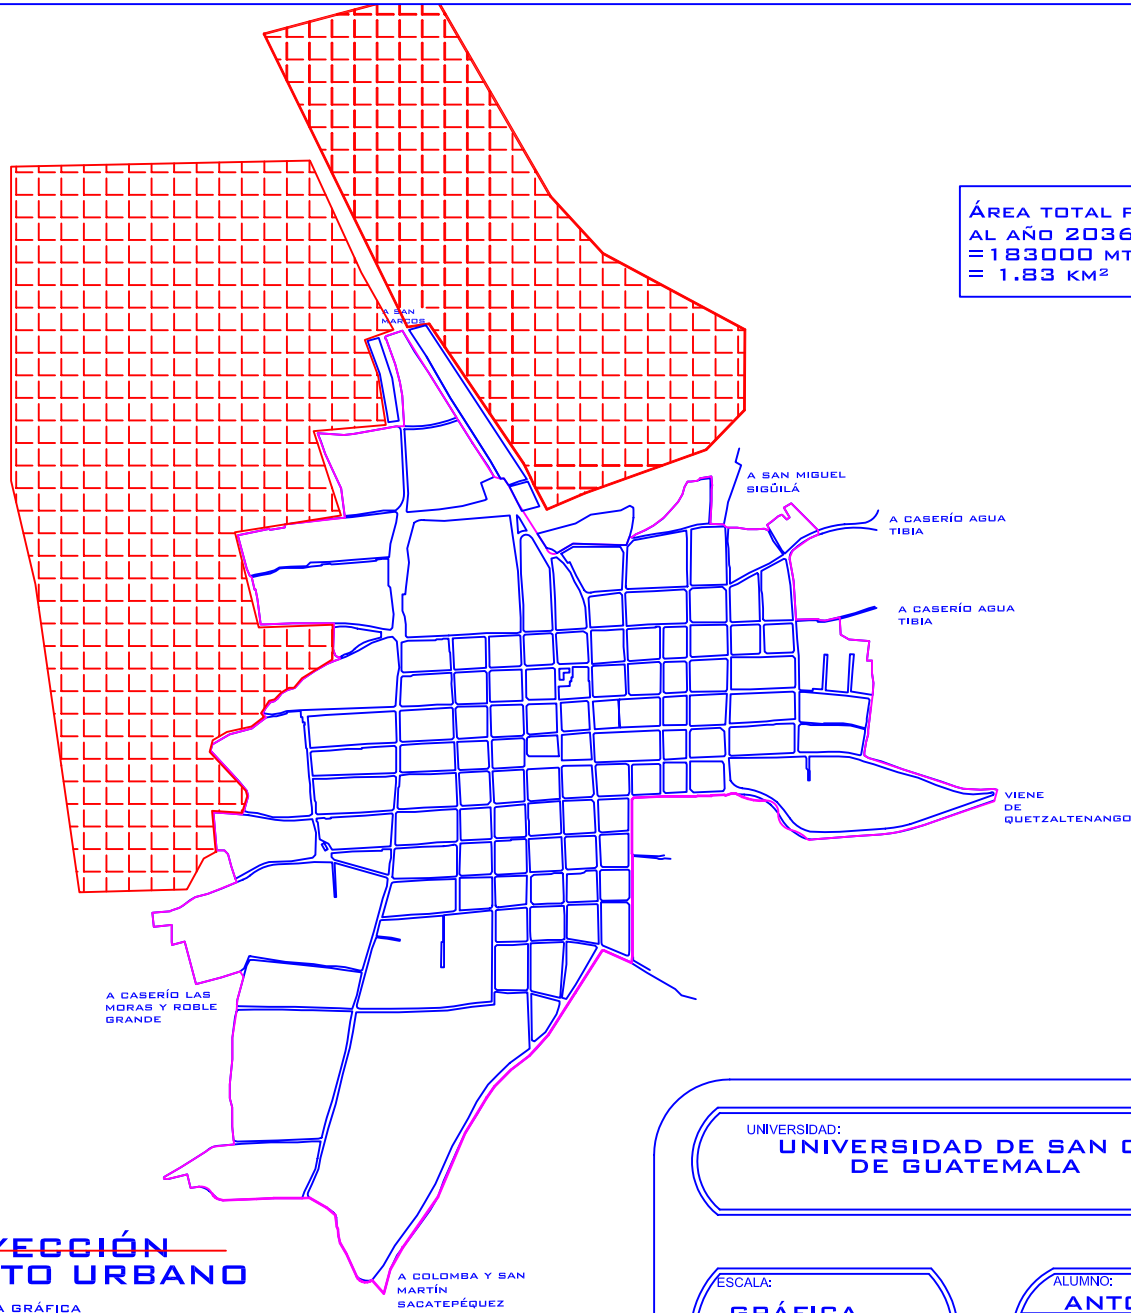 A SAN
MARCOS
ÁREA TOTAL
AL AÑO 2036
=183000 MT
= 1.83 KM²
A SAN MIGUEL
SIGÜILÁ
A CASERÍO AGUA
TIBIA
A CASERÍO AGUA
TIBIA
VIENE
DE
QUETZALTENANGO
A CASERÍO LAS
MORAS Y ROBLE
GRANDE
A COLOMBA Y SAN
MARTÍN
SACATEPÉQUEZ
YECCIÓN
TO URBANO
GRÁFICA
UNIVERSIDAD:
UNIVERSIDAD DE SAN
DE GUATEMALA
ESCALA:
GRÁFICA
ALUMNO:
ANTO